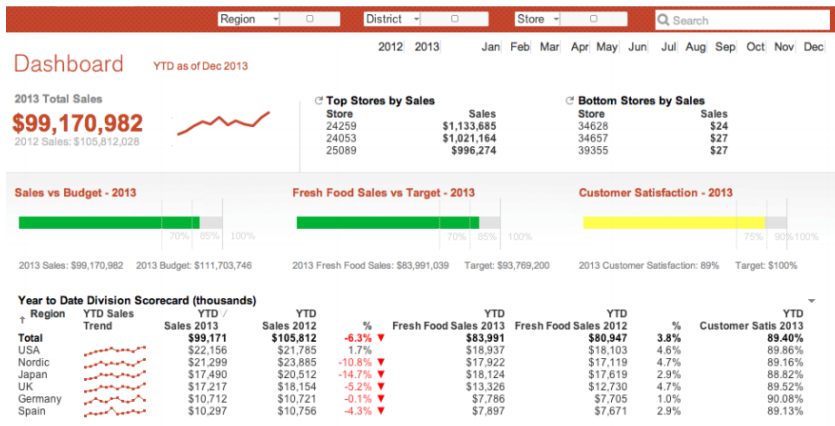 Region District Store Search
2012 2013 Jan Feb Mar Apr May Jun Jul Aug Sep Oct Nov Dec
Dashboard YTD as of Dec 2013
2013 Total Sales
$99,170,982
2012 Sales: $105,812,028
Top Stores by Sales
Store Sales
24259 $1,133,685
24053 $1,021,164
25089 $996,274
Bottom Stores by Sales
Store Sales
34628 $24
34657 $27
39355 $27
Sales vs Budget - 2013
70% 85% 100%
2013 Sales: $99,170,982 2013 Budget: $111,703,746
Fresh Food Sales vs Target - 2013
70% 85% 100%
2013 Fresh Food Sales: $83,991,039 Target: $93,769,200
Customer Satisfaction - 2013
75% 90% 100%
2013 Customer Satisfaction: 89% Target: $100%
Year to Date Division Scorecard (thousands)
Region YTD Sales YTD / YTD YTD YTD YTD
Trend Sales 2013 Sales 2012 % Fresh Food Sales 2013 Fresh Food Sales 2012 % Customer Satis 2013
Total $99,171 $105,812 -6.3% ▼ $83,991 $80,947 3.8% 89.40%
USA $22,156 $21,785 1.7% $18,937 $18,103 4.6% 89.86%
Nordic $21,299 $23,885 -10.8% ▼ $17,922 $17,119 4.7% 89.16%
Japan $17,490 $20,512 -14.7% ▼ $18,124 $17,619 2.9% 88.82%
UK $17,217 $18,154 -5.2% ▼ $13,326 $12,730 4.7% 89.52%
Germany $10,712 $10,721 -0.1% ▼ $7,786 $7,705 1.0% 90.08%
Spain $10,297 $10,756 -4.3% ▼ $7,897 $7,671 2.9% 89.13%